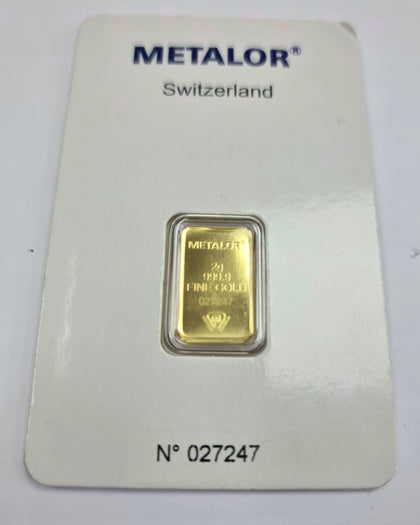 METALOR®
Switzerland
METALOR®
2g
999.9
FINE GOLD
027247
N° 027247